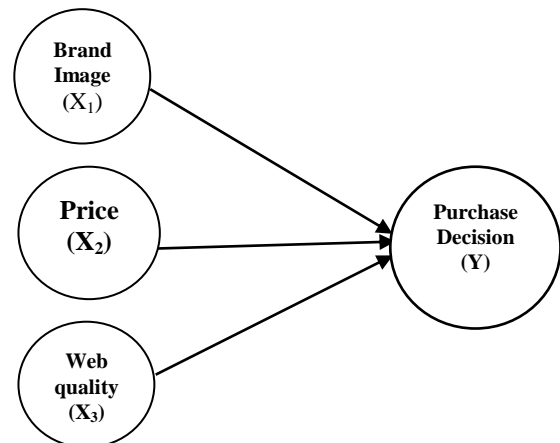 Brand
Image
(X₁)
Price
(X₂)
Web
quality
(X₃)
Purchase
Decision
(Y)